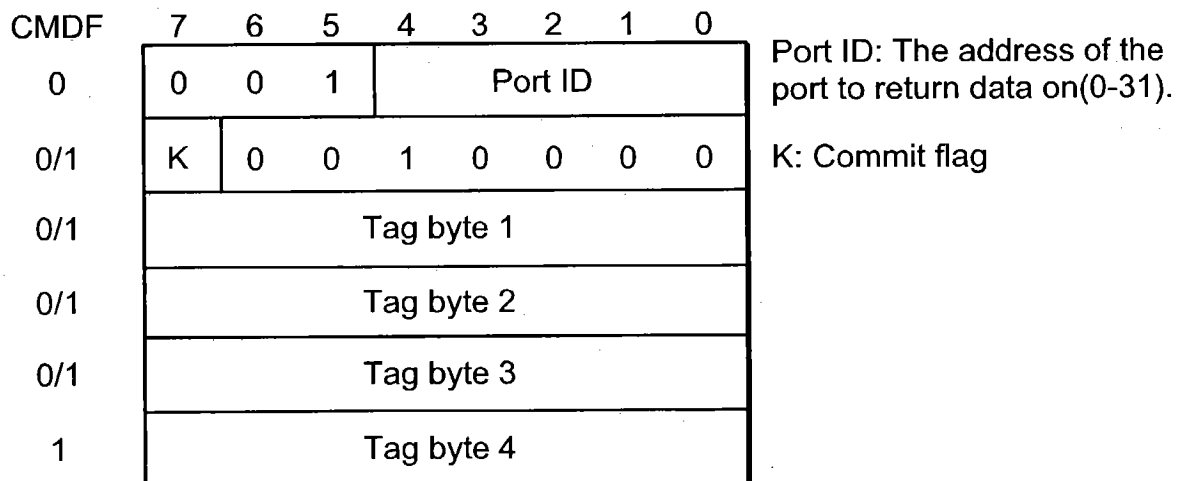 CMDF 7 6 5 4 3 2 1 0
0 0 0 1 Port ID
Port ID: The address of the
port to return data on(0-31).
0/1 K 0 0 1 0 0 0 0 K: Commit flag
0/1 Tag byte 1
0/1 Tag byte 2
0/1 Tag byte 3
1 Tag byte 4